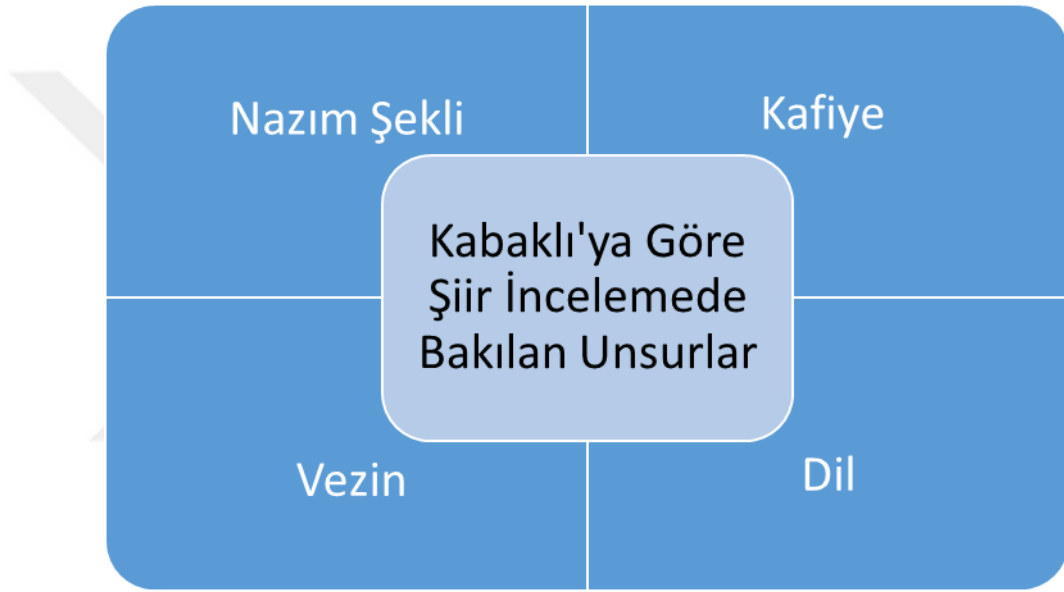 Nazım Şekli
Kafiye
Kabaklı'ya Göre
Şiir İncelemede
Bakılan Unsurlar
Vezin
Dil